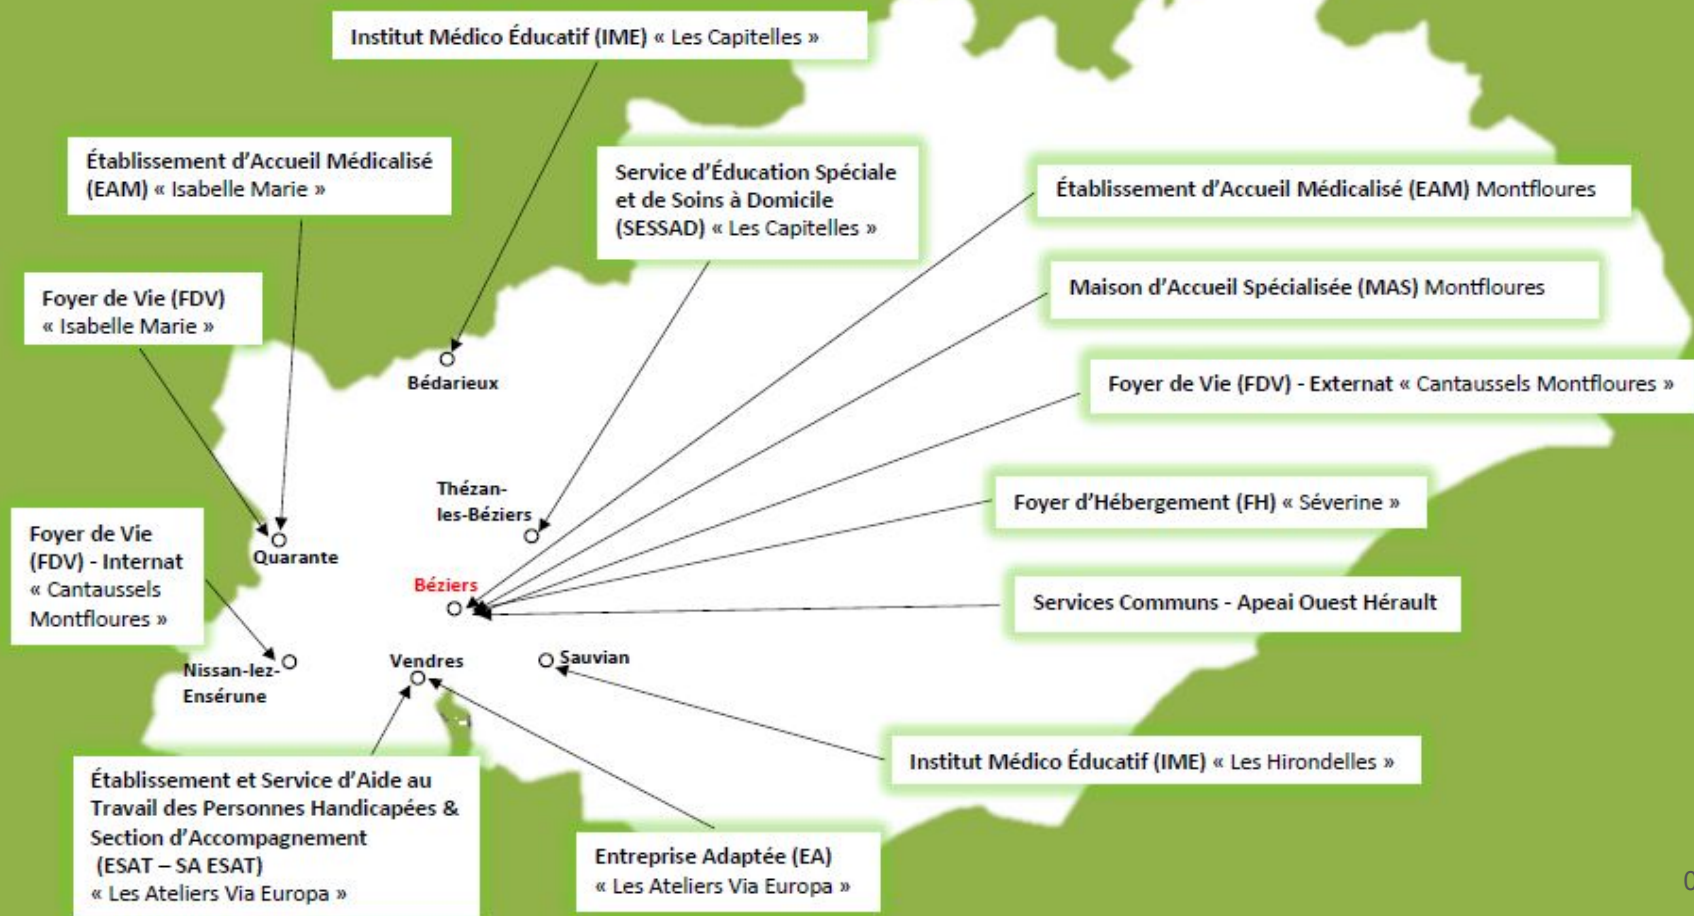 Institut Médico Éducatif (IME) « Les Capitelles »
Établissement d'Accueil Médicalisé
(EAM) « Isabelle Marie »
Service d'Éducation Spéciale
et de Soins à Domicile
(SESSAD) « Les Capitelles »
Établissement d'Accueil Médicalisé (EAM) Montfloures
Foyer de Vie (FDV)
« Isabelle Marie »
Maison d'Accueil Spécialisée (MAS) Montfloures
Bédarieux
Foyer de Vie (FDV) - Externat « Cantaussels Montfloures »
Thézan-
les-Béziers
Foyer d'Hébergement (FH) « Séverine »
Foyer de Vie
(FDV) - Internat
« Cantaussels
Montfloures »
Quarante
Béziers
Services Communs - Apeai Ouest Hérault
Nissan-lez-
Ensérune
Vendres
Sauvian
Institut Médico Éducatif (IME) « Les Hirondelles »
Établissement et Service d'Aide au
Travail des Personnes Handicapées &
Section d'Accompagnement
(ESAT – SA ESAT)
« Les Ateliers Via Europa »
Entreprise Adaptée (EA)
« Les Ateliers Via Europa »